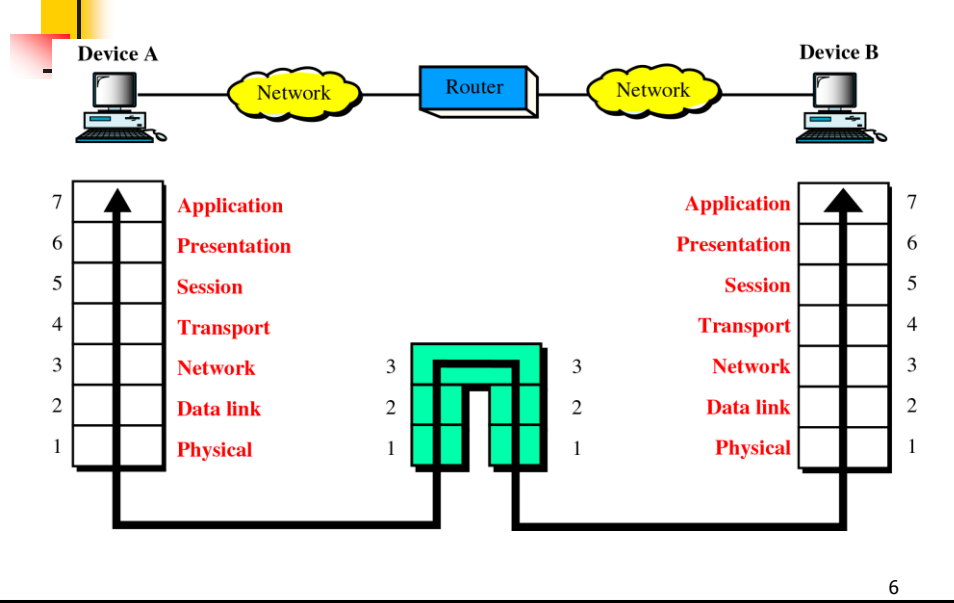 Device A
Device B
Network
Router
Network
7 Application
Application 7
6 Presentation
Presentation 6
5 Session
Session 5
4 Transport
Transport 4
3 Network
3
3
Network 3
2 Data link
2
2
Data link 2
1 Physical
1
1
Physical 1
6